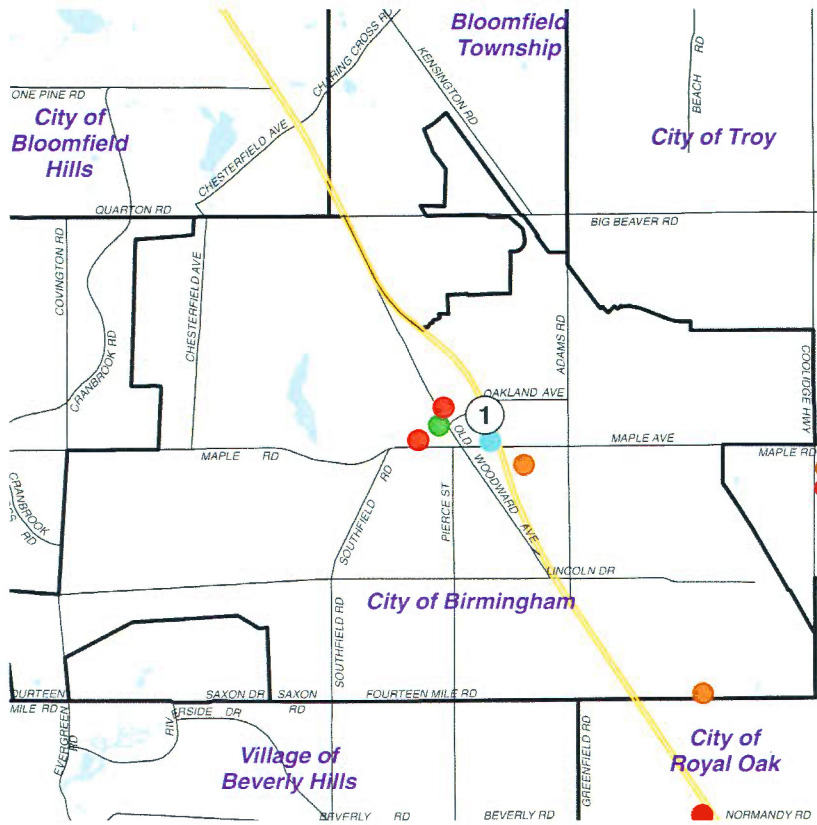 Bloomfield
Township
CHARING CROSS RD
KENSINGTON RD
BEACH RD
ONE PINE RD
City of
Bloomfield
Hills
City of Troy
CHESTERFIELD AVE
QUARTON RD
BIG BEAVER RD
COVINGTON RD
CHESTERFIELD AVE
CRANBROOK RD
ADAMS RD
COOLIDGE HWY
OAKLAND AVE
1
MAPLE RD
MAPLE AVE
MAPLE RD
OLD WOODWARD AVE
CRANBROOK
RD
SOUTHFIELD RD
PIERCE ST
LINCOLN DR
City of Birmingham
SOUTHFIELD RD
OURTEEN
MILE RD
SAXON DR
SAXON
RD
FOURTEEN MILE RD
EVERGREEN
RD
RIV
ERSIDE DR
GREENFIELD RD
Village of
Beverly Hills
City of
Royal Oak
BEVERLY RD
BEVERLY RD
NORMANDY RD